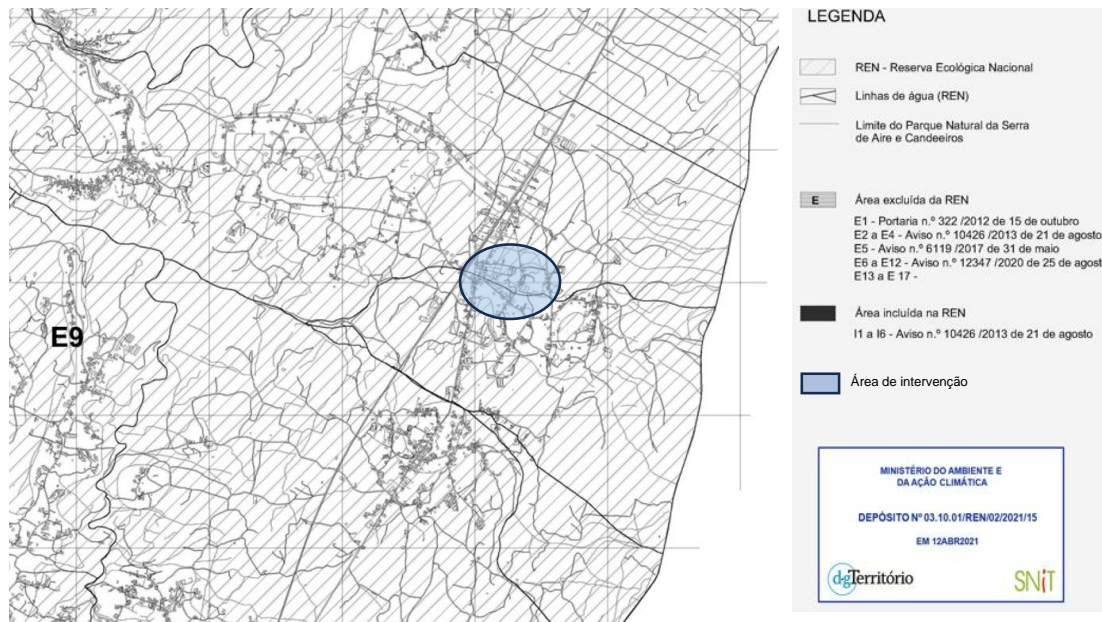 E9
LEGENDA
REN - Reserva Ecológica Nacional
Linhas de água (REN)
Limite do Parque Natural da Serra
de Aire e Candeeiros
E
Área excluída da REN
E1 - Portaria n.º 322 /2012 de 15 de outubro
E2 a E4 - Aviso n.º 10426 /2013 de 21 de agosto
E5 - Aviso n.º 6119 /2017 de 31 de maio
E6 a E12 - Aviso n.º 12347 /2020 de 25 de agost
E13 a E 17 -
Área incluída na REN
I1 a I6 - Aviso n.º 10426 /2013 de 21 de agosto
Área de intervenção
MINISTÉRIO DO AMBIENTE E
DA AÇÃO CLIMÁTICA
DEPÓSITO Nº 03.10.01/REN/02/2021/15
EM 12ABR2021
dgTerritório
SNiT